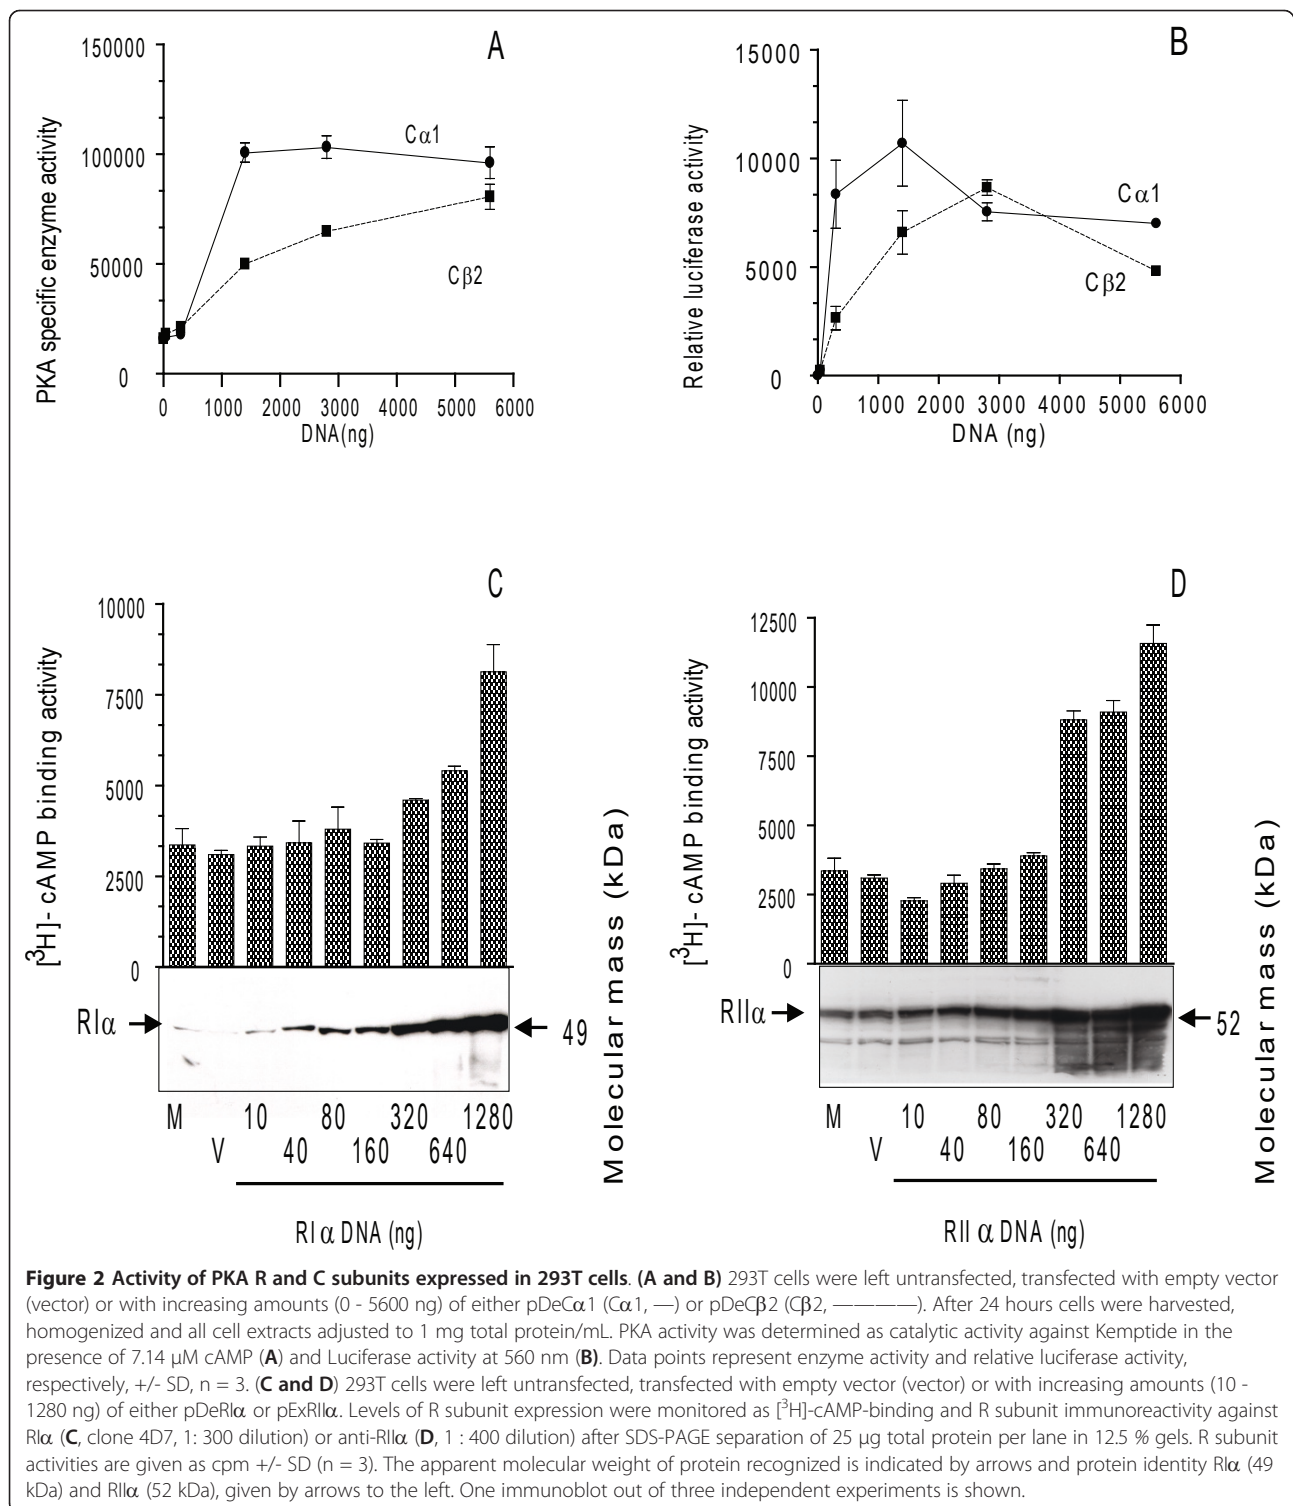 A
150000
100000
50000
0
PKA specific enzyme activity
Cα1
Cβ2
0 1000 2000 3000 4000 5000 6000
DNA(ng)
B
15000
10000
5000
0
Relative luciferase activity
Cα1
Cβ2
0 1000 2000 3000 4000 5000 6000
DNA (ng)
C
10000
7500
5000
2500
0
[³H]- cAMP binding activity
RIα
49
Molecular mass (kDa)
M 10 80 320 1280
V 40 160 640
RI α DNA (ng)
D
12500
10000
7500
5000
2500
0
[³H]- cAMP binding activity
RIIα
52
Molecular mass (kDa)
M 10 80 320 1280
V 40 160 640
RII α DNA (ng)
Figure 2 Activity of PKA R and C subunits expressed in 293T cells. (A and B) 293T cells were left untransfected, transfected with empty vector
(vector) or with increasing amounts (0 - 5600 ng) of either pDeCα1 (Cα1, —) or pDeCβ2 (Cβ2, ————). After 24 hours cells were harvested,
homogenized and all cell extracts adjusted to 1 mg total protein/mL. PKA activity was determined as catalytic activity against Kemptide in the
presence of 7.14 μM cAMP (A) and Luciferase activity at 560 nm (B). Data points represent enzyme activity and relative luciferase activity,
respectively, +/- SD, n = 3. (C and D) 293T cells were left untransfected, transfected with empty vector (vector) or with increasing amounts (10 -
1280 ng) of either pDeRIα or pExRIIα. Levels of R subunit expression were monitored as [³H]-cAMP-binding and R subunit immunoreactivity against
RIα (C, clone 4D7, 1: 300 dilution) or anti-RIIα (D, 1 : 400 dilution) after SDS-PAGE separation of 25 μg total protein per lane in 12.5 % gels. R subunit
activities are given as cpm +/- SD (n = 3). The apparent molecular weight of protein recognized is indicated by arrows and protein identity RIα (49
kDa) and RIIα (52 kDa), given by arrows to the left. One immunoblot out of three independent experiments is shown.